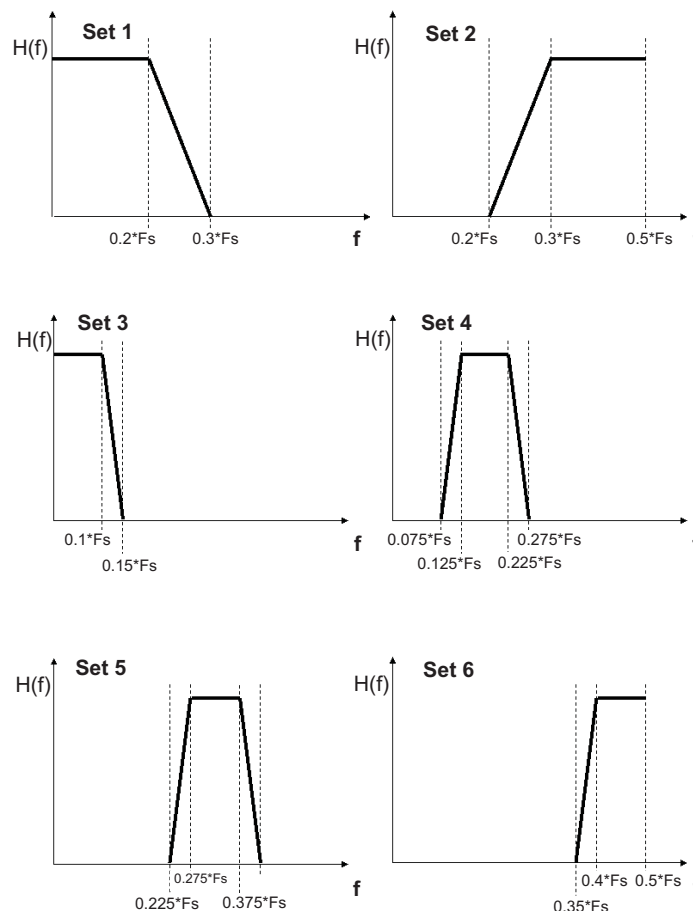 Set 1
H(f)
0.2*Fs
0.3*Fs
f
Set 2
H(f)
0.2*Fs
0.3*Fs
0.5*Fs
Set 3
H(f)
0.1*Fs
0.15*Fs
f
Set 4
H(f)
0.075*Fs
0.275*Fs
0.125*Fs
0.225*Fs
Set 5
H(f)
0.275*Fs
0.225*Fs
0.375*Fs
f
Set 6
H(f)
0.4*Fs
0.5*Fs
0.35*Fs